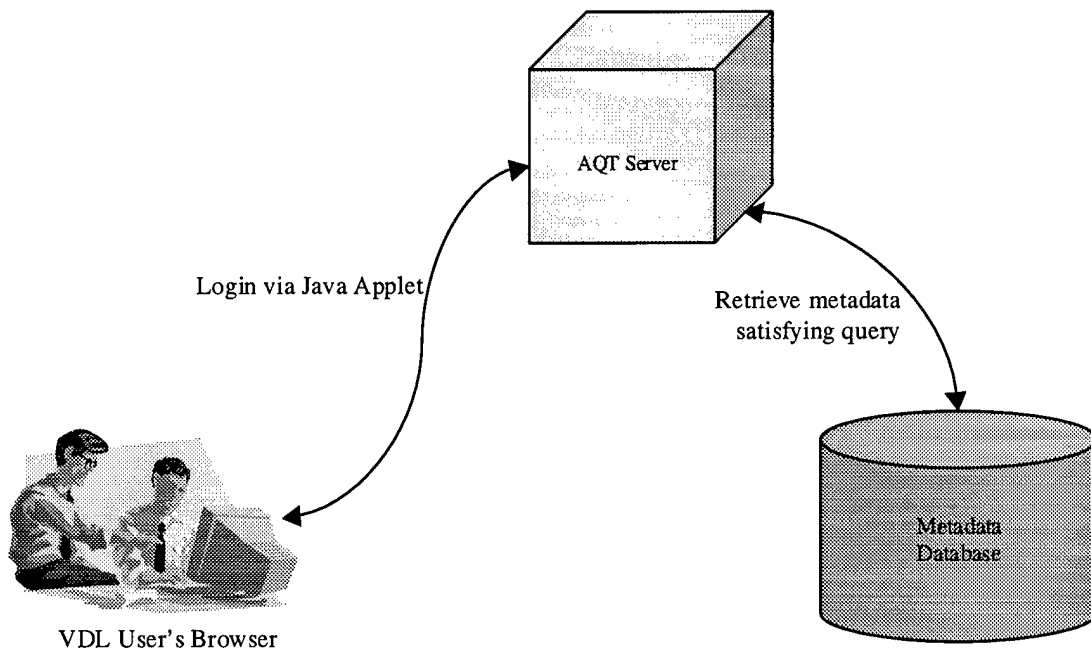 AQT Server
Login via Java Applet
Retrieve metadata
satisfying query
Metadata
Database
VDL User's Browser